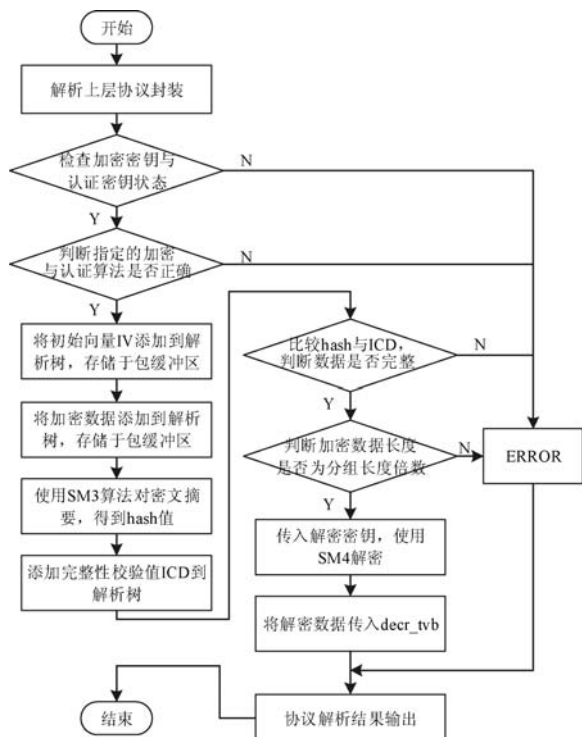 开始
解析上层协议封装
检查加密密钥与
认证密钥状态
N
Y
判断指定的加密
与认证算法是否正确
N
Y
将初始向量IV添加到解
析树，存储于包缓冲区
将加密数据添加到解析
树，存储于包缓冲区
使用SM3算法对密文摘
要，得到hash值
添加完整性校验值ICD到
解析树
比较hash与ICD，
判断数据是否完整
N
Y
判断加密数据长度
是否为分组长度倍数
N
Y
ERROR
传入解密密钥，使用
SM4解密
将解密数据传入decr_tvb
协议解析结果输出
结束